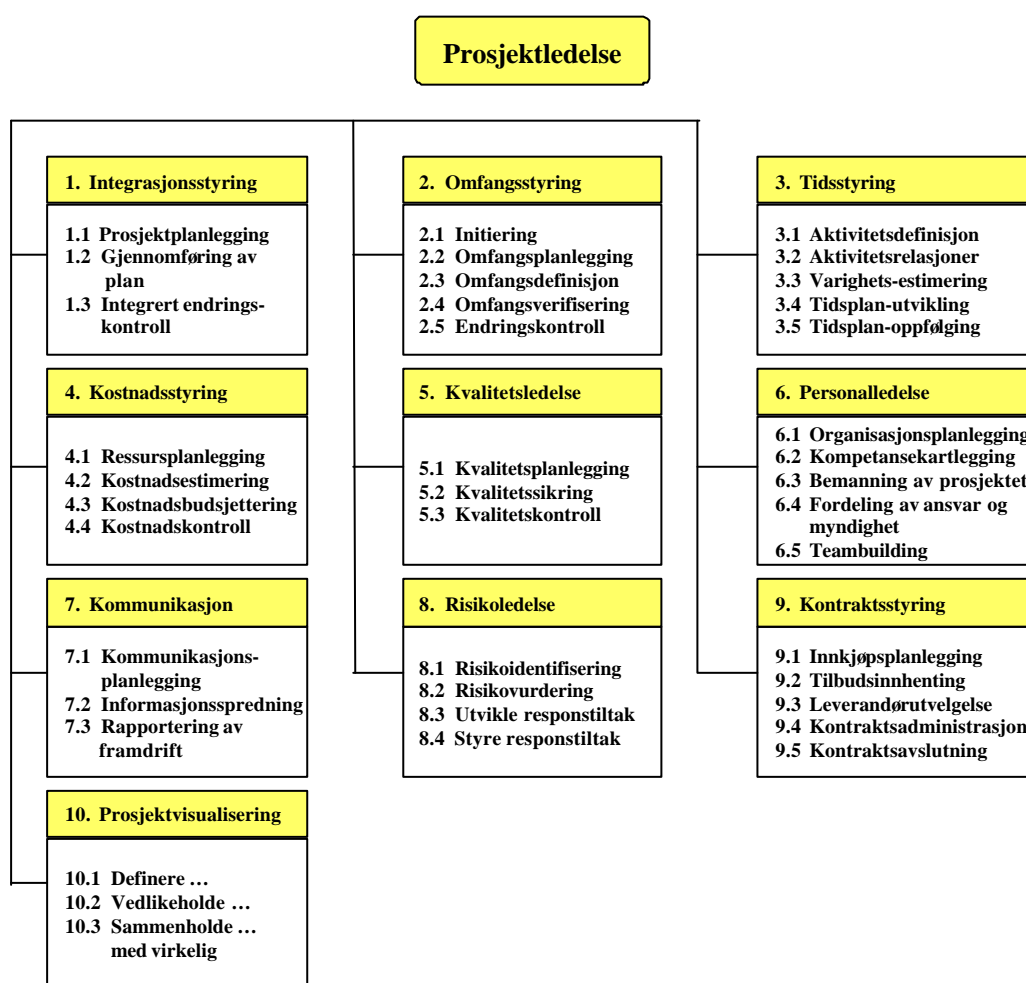 Prosjektledelse
1. Integrasjonsstyring
1.1 Prosjektplanlegging
1.2 Gjennomføring av
plan
1.3 Integrert endrings-
kontroll
2. Omfangsstyring
2.1 Initiering
2.2 Omfangsplanlegging
2.3 Omfangsdefinisjon
2.4 Omfangsverifisering
2.5 Endringskontroll
3. Tidsstyring
3.1 Aktivitetsdefinisjon
3.2 Aktivitetsrelasjoner
3.3 Varighets-estimering
3.4 Tidsplan-utvikling
3.5 Tidsplan-oppfølging
4. Kostnadsstyring
4.1 Ressursplanlegging
4.2 Kostnadsestimering
4.3 Kostnadsbudsjettering
4.4 Kostnadskontroll
5. Kvalitetsledelse
5.1 Kvalitetsplanlegging
5.2 Kvalitetssikring
5.3 Kvalitetskontroll
6. Personalledelse
6.1 Organisasjonsplanlegging
6.2 Kompetansekartlegging
6.3 Bemanning av prosjektet
6.4 Fordeling av ansvar og
myndighet
6.5 Teambuilding
7. Kommunikasjon
7.1 Kommunikasjons-
planlegging
7.2 Informasjonsspredning
7.3 Rapportering av
framdrift
8. Risikoledelse
8.1 Risikoidentifisering
8.2 Risikovurdering
8.3 Utvikle responstiltak
8.4 Styre responstiltak
9. Kontraktsstyring
9.1 Innkjøpsplanlegging
9.2 Tilbudsinnhenting
9.3 Leverandørutvelgelse
9.4 Kontraktsadministrasjon
9.5 Kontraktsavslutning
10. Prosjektvisualisering
10.1 Definere …
10.2 Vedlikeholde …
10.3 Sammenholde …
med virkelig